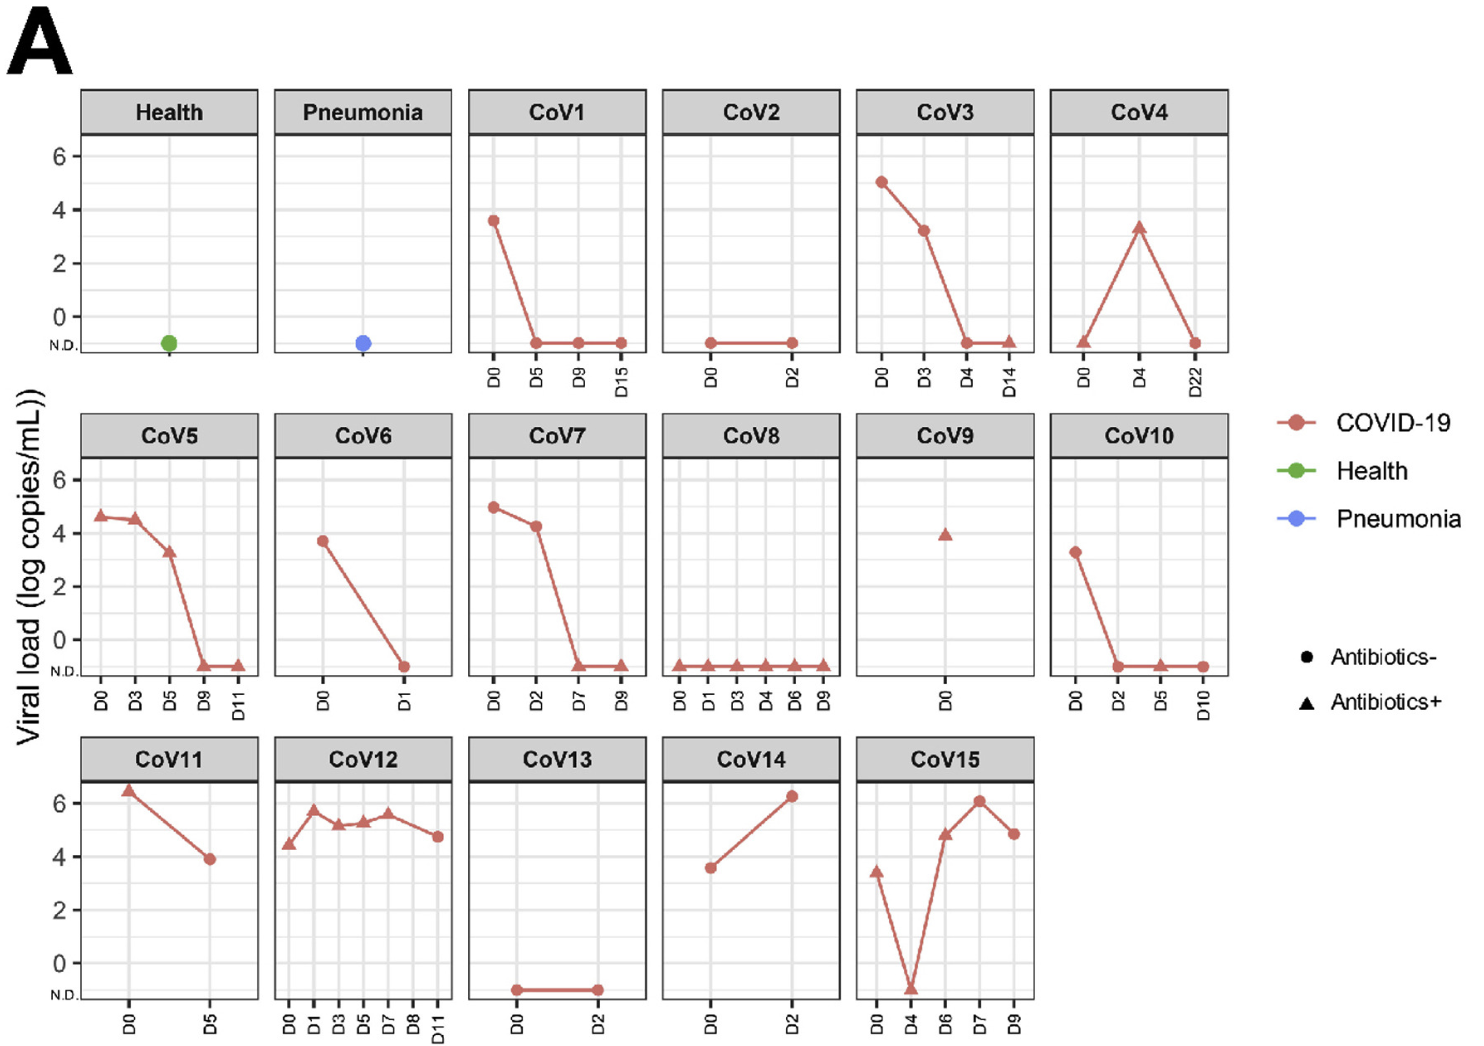 A
Health Pneumonia CoV1 CoV2 CoV3 CoV4
6
4
2
0
N.D.
D0 D5 D9 D15 D0 D2 D0 D3 D4 D14 D0 D4 D22
Viral load (log copies/mL))
CoV5 CoV6 CoV7 CoV8 CoV9 CoV10
6
4
2
0
N.D.
D0 D3 D5 D9 D11 D0 D1 D0 D2 D7 D9 D0 D1 D3 D4 D6 D9 D0 D0 D2 D5 D10
CoV11 CoV12 CoV13 CoV14 CoV15
6
4
2
0
N.D.
D0 D5 D0 D1 D3 D5 D7 D8 D11 D0 D2 D0 D2 D0 D4 D6 D7 D9
COVID-19
Health
Pneumonia
Antibiotics-
Antibiotics+